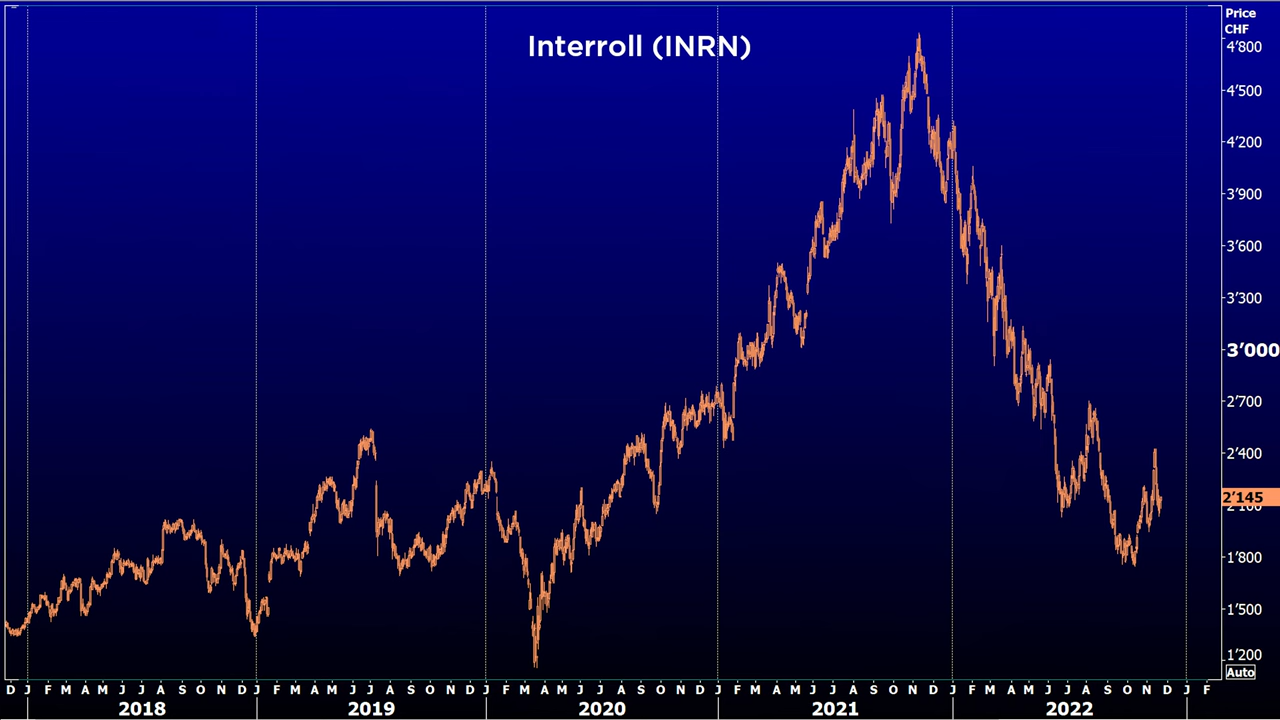 Interroll (INRN)
Price
CHF
4'800
4'500
4'200
3'900
3'600
3'300
3'000
2'700
2'400
2'145
2'100
1'800
1'500
1'200
Auto
D J F M A M J J A S O N D J F M A M J J A S O N D J F M A M J J A S O N D J F M A M J J A S O N D J F M A M J J A S O N D J F
2018 2019 2020 2021 2022